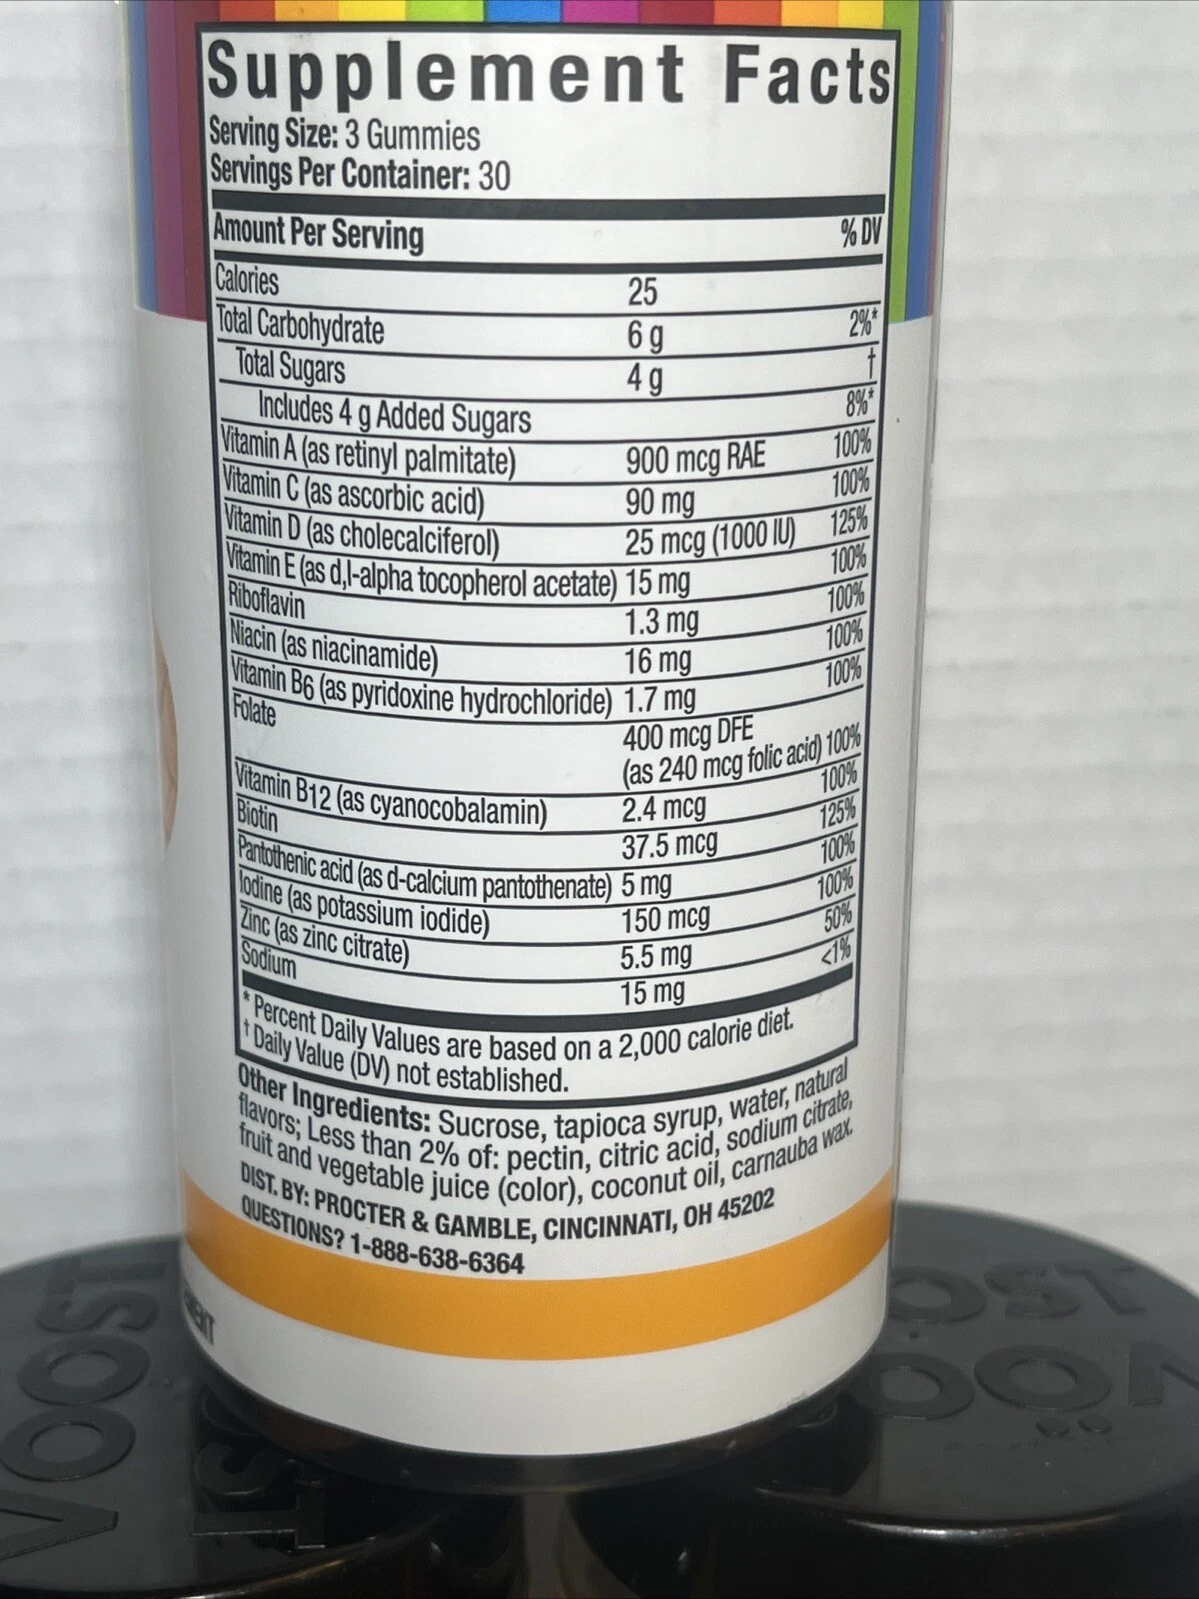 Supplement Facts
Serving Size: 3 Gummies
Servings Per Container: 30
Amount Per Serving % DV
Calories 25
Total Carbohydrate 6 g 2%*
Total Sugars 4 g †
Includes 4 g Added Sugars 8%*
Vitamin A (as retinyl palmitate) 900 mcg RAE 100%
Vitamin C (as ascorbic acid) 90 mg 100%
Vitamin D (as cholecalciferol) 25 mcg (1000 IU) 125%
Vitamin E (as d,l-alpha tocopherol acetate) 15 mg 100%
Riboflavin 1.3 mg 100%
Niacin (as niacinamide) 16 mg 100%
Vitamin B6 (as pyridoxine hydrochloride) 1.7 mg 100%
Folate 400 mcg DFE
(as 240 mcg folic acid) 100%
Vitamin B12 (as cyanocobalamin) 2.4 mcg 100%
Biotin 37.5 mcg 125%
Pantothenic acid (as d-calcium pantothenate) 5 mg 100%
Iodine (as potassium iodide) 150 mcg 100%
Zinc (as zinc citrate) 5.5 mg 50%
Sodium 15 mg <1%
* Percent Daily Values are based on a 2,000 calorie diet.
† Daily Value (DV) not established.
Other Ingredients: Sucrose, tapioca syrup, water, natural
flavors; Less than 2% of: pectin, citric acid, sodium citrate,
fruit and vegetable juice (color), coconut oil, carnauba wax.
DIST. BY: PROCTER & GAMBLE, CINCINNATI, OH 45202
QUESTIONS? 1-888-638-6364
VOOST